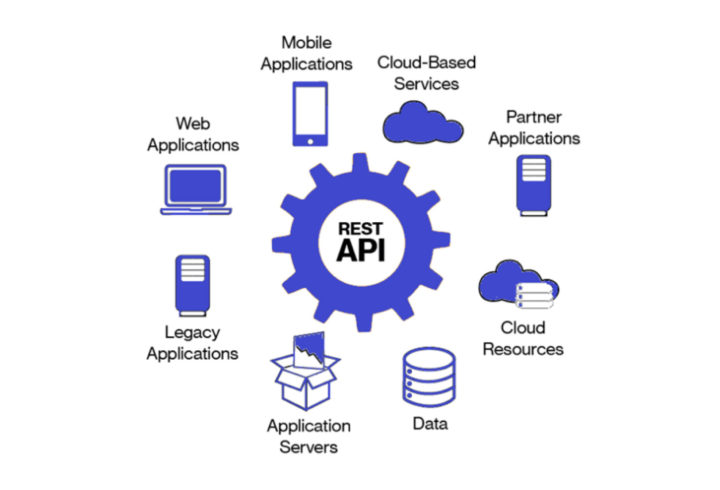 Mobile
Applications
Cloud-Based
Services
Partner
Applications
Web
Applications
REST
API
Legacy
Applications
Cloud
Resources
Application
Servers
Data